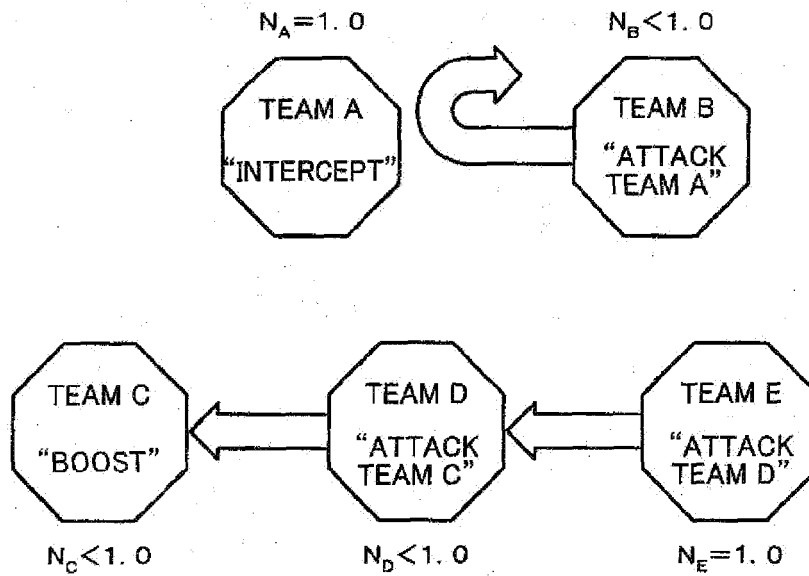 N_A=1.0
N_B<1.0
TEAM A
"INTERCEPT"
TEAM B
"ATTACK
TEAM A"
TEAM C
"BOOST"
TEAM D
"ATTACK
TEAM C"
TEAM E
"ATTACK
TEAM D"
N_C<1.0
N_D<1.0
N_E=1.0